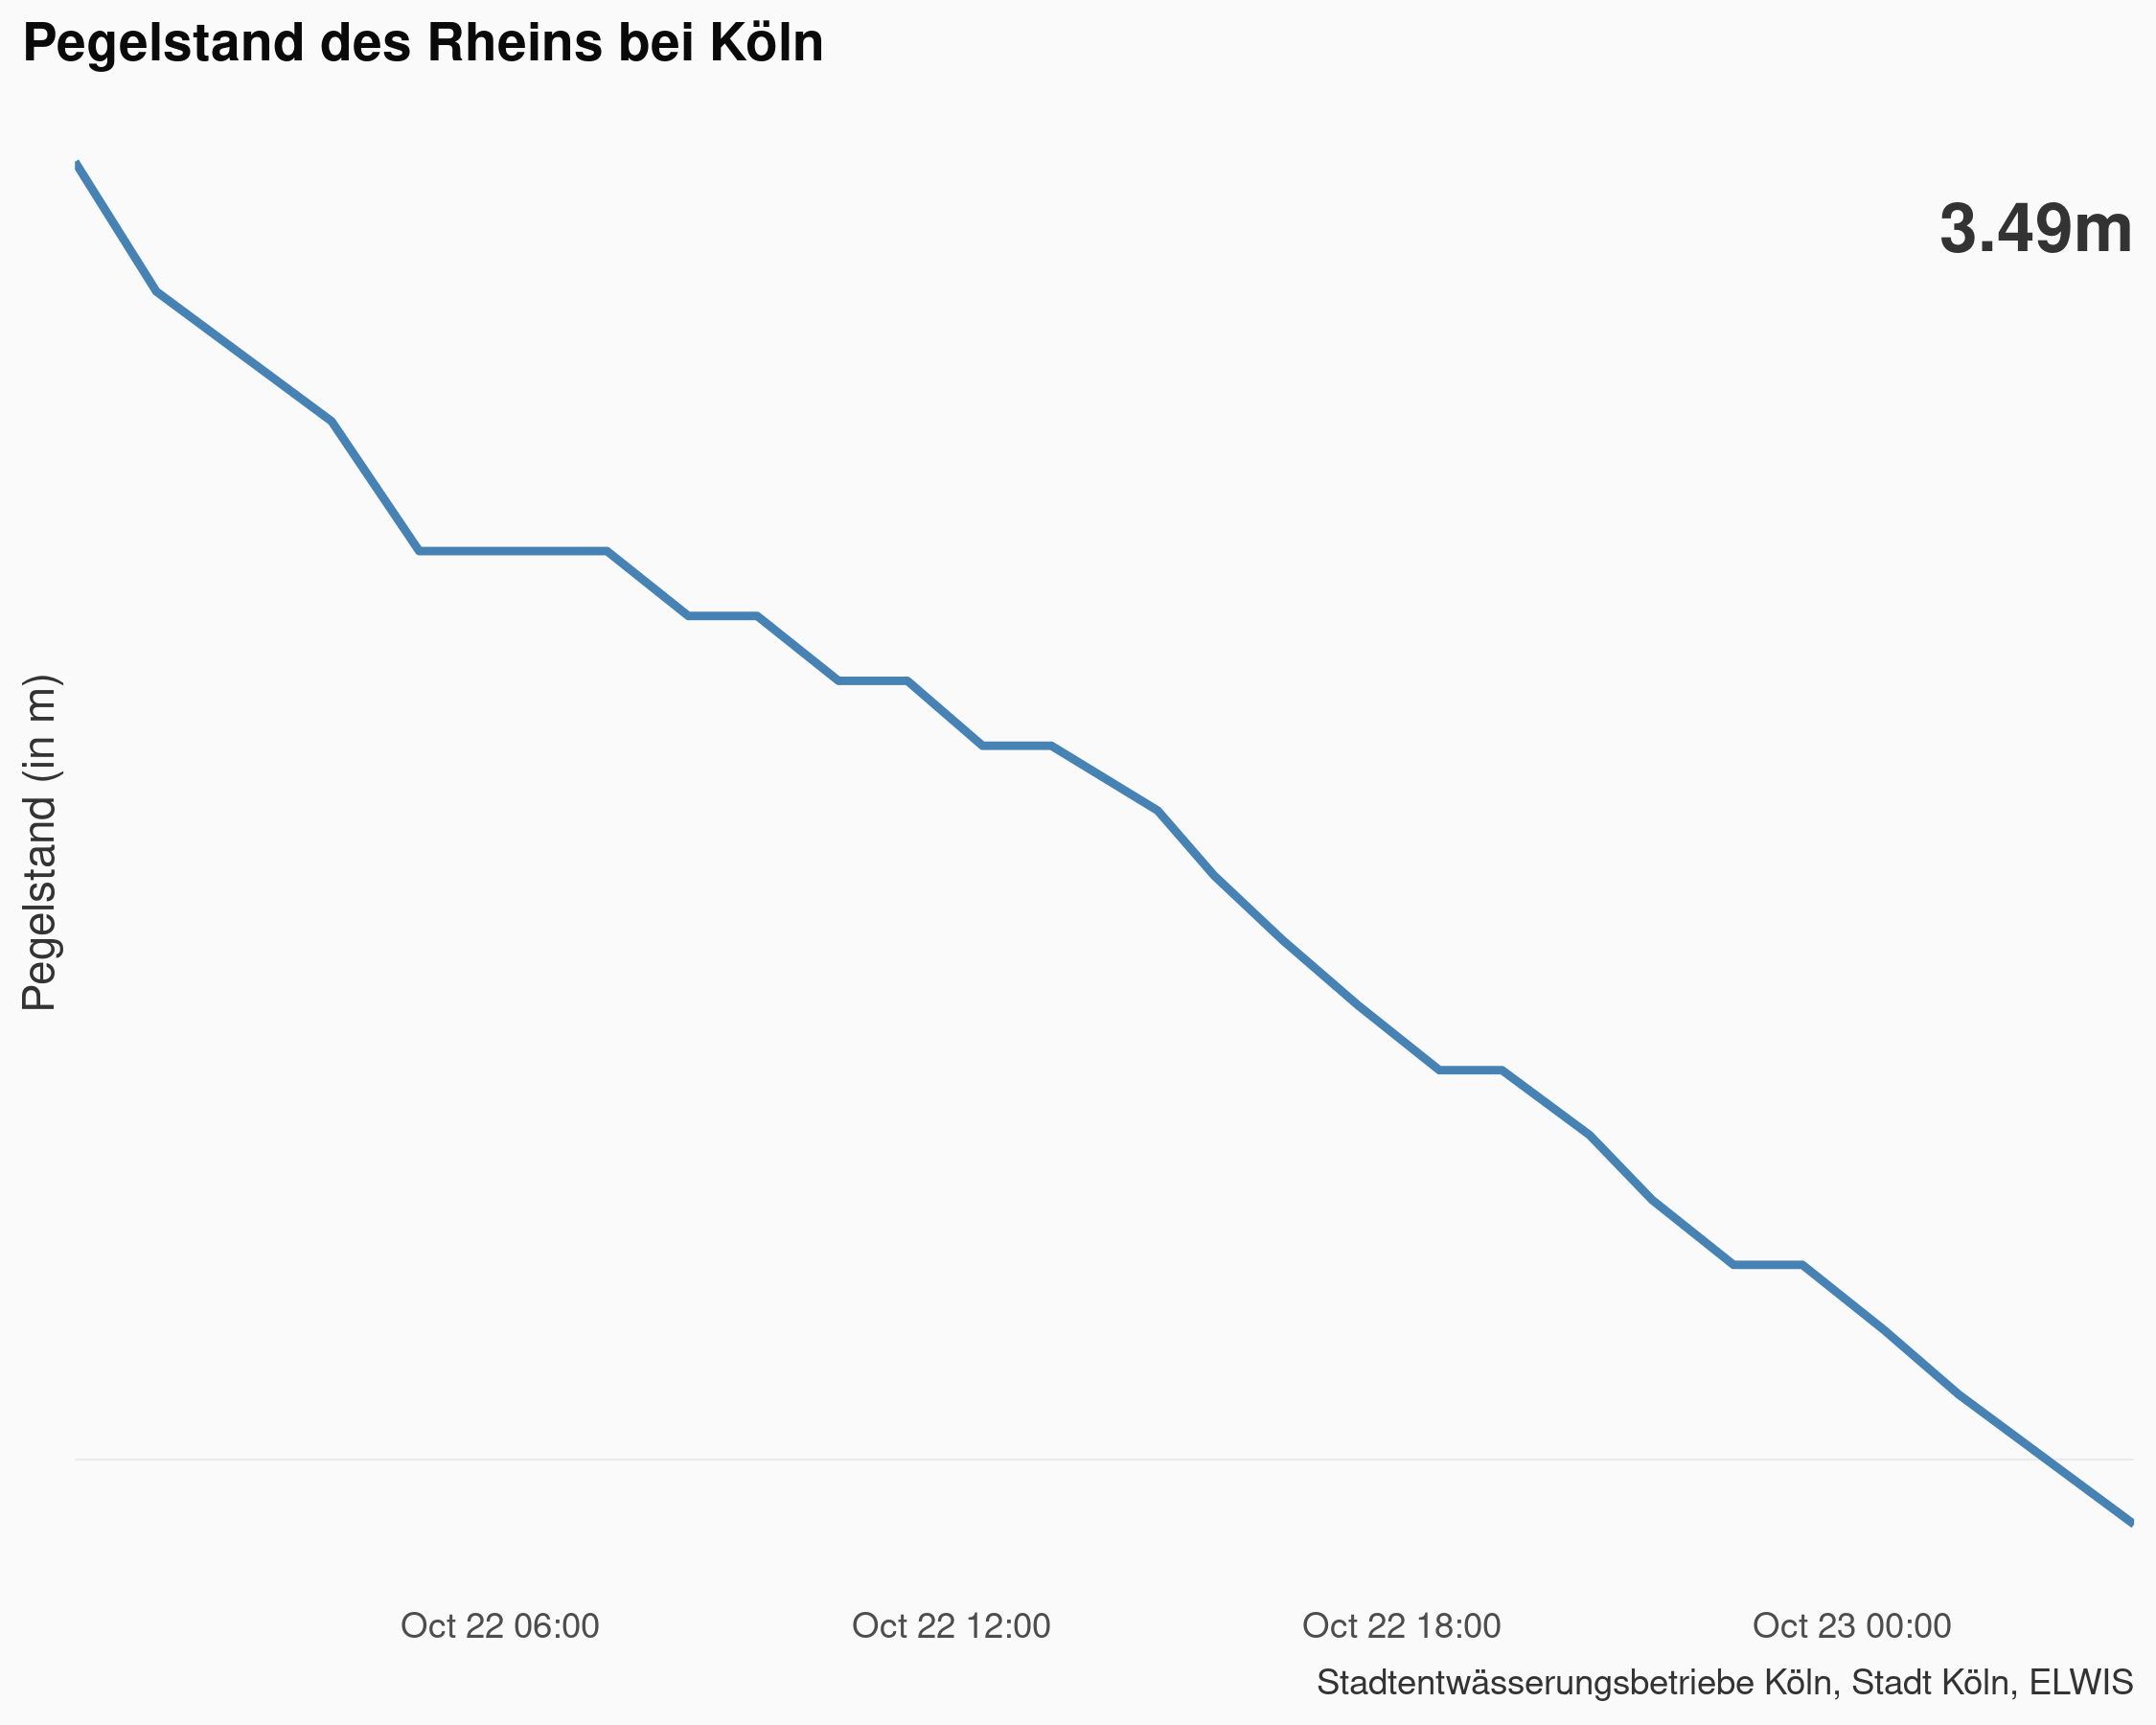 Pegelstand des Rheins bei Köln
3.49m
Pegelstand (in m)
Oct 22 06:00 Oct 22 12:00 Oct 22 18:00 Oct 23 00:00
Stadtentwässerungsbetriebe Köln, Stadt Köln, ELWIS